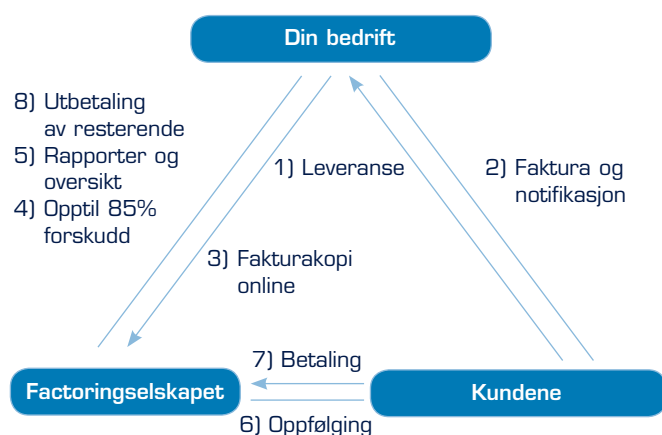 Din bedrift
8) Utbetaling
av resterende
5) Rapporter og
oversikt
4) Opptil 85%
forskudd
1) Leveranse
2) Faktura og
notifikasjon
3) Fakturakopi
online
7) Betaling
Factoringselskapet
Kundene
6) Oppfølging